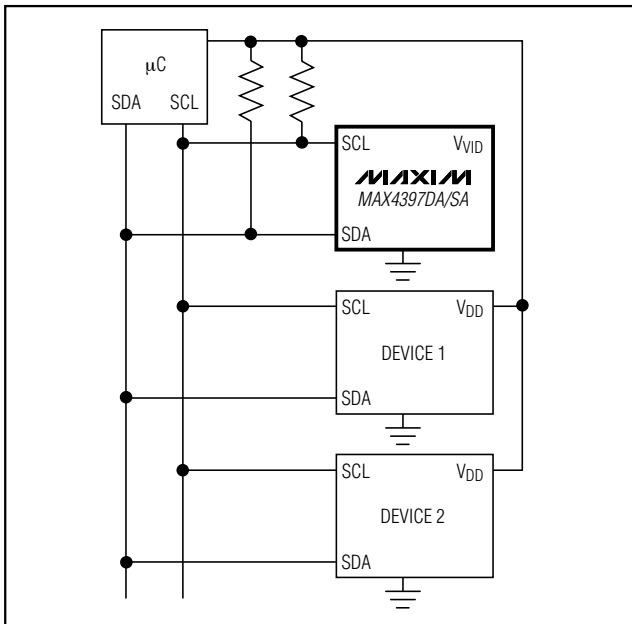 μC
SDA SCL
SCL VVID
MAXIM
MAX4397DA/SA
SDA
SCL VDD
DEVICE 1
SDA
SCL VDD
DEVICE 2
SDA